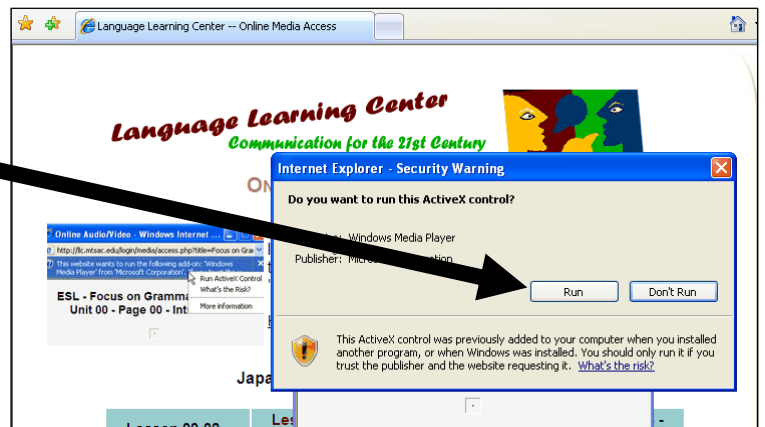 Language Learning Center -- Online Media Access
Language Learning Center
Communication for the 21st Century
Internet Explorer - Security Warning
Do you want to run this ActiveX control?
Windows Media Player
Publisher:
Run
Don't Run
This ActiveX control was previously added to your computer when you installed
another program, or when Windows was installed. You should only run it if you
trust the publisher and the website requesting it. What's the risk?
Online Audio/Video - Windows Internet ...
http://llc.mtsac.edu/login/media/access.php?title=Focus on Gra
This website wants to run the following add-on: 'Windows
Media Player' from 'Microsoft Corporation'.
Run ActiveX Control
What's the Risk?
More information
ESL - Focus on Gramma
Unit 00 - Page 00 - Int
Japa
Les